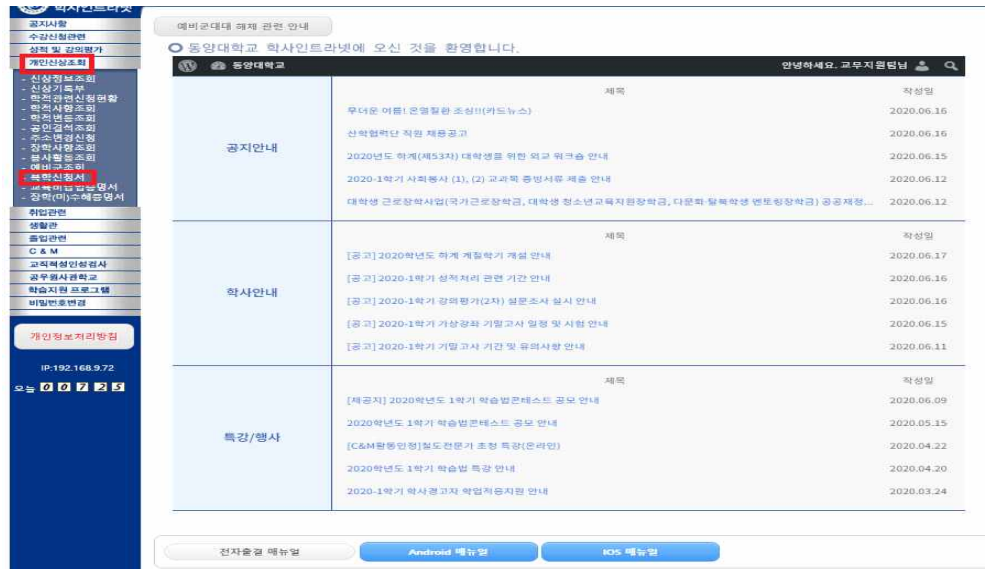 학사인트라넷
공지사항
수강신청관련
성적 및 강의평가
개인신상조회
- 신상정보조회
- 신상기록부
- 학적관련신청현황
- 학적사항조회
- 학적변동조회
- 공인결석조회
- 주소변경신청
- 장학사항조회
- 봉사활동조회
- 예비군조회
- 복학신청서
- 교육비납입증명서
- 장학(미)수혜증명서
취업관련
생활관
졸업관련
C & M
교직적성인성검사
공우원사관학교
학습지원 프로그램
비밀번호변경
개인정보처리방침
IP:192.168.9.72
오늘 0 0 7 2 5
예비군대대 해체 관련 안내
동양대학교 학사인트라넷에 오신 것을 환영합니다.
동양대학교 안녕하세요. 교무지원팀님
공지안내
제목 작성일
무더운 여름! 온열질환 조심!!(카드뉴스) 2020.06.16
산학협력단 직원 채용공고 2020.06.16
2020년도 하계(제53차) 대학생을 위한 외교 워크숍 안내 2020.06.15
2020-1학기 사회봉사 (1), (2) 교과목 증빙서류 제출 안내 2020.06.12
대학생 근로장학사업(국가근로장학금, 대학생 청소년교육지원장학금, 다문화·탈북학생 멘토링장학금) 공공재정... 2020.06.12
학사안내
제목 작성일
[공고] 2020학년도 하계 계절학기 개설 안내 2020.06.17
[공고] 2020-1학기 성적처리 관련 기간 안내 2020.06.16
[공고] 2020-1학기 강의평가(2차) 설문조사 실시 안내 2020.06.16
[공고] 2020-1학기 가상강좌 기말고사 일정 및 시험 안내 2020.06.15
[공고] 2020-1학기 기말고사 기간 및 유의사항 안내 2020.06.11
특강/행사
제목 작성일
[재공지] 2020학년도 1학기 학습법콘테스트 공모 안내 2020.06.09
2020학년도 1학기 학습법콘테스트 공모 안내 2020.05.15
[C&M활동인정]철도전문가 초청 특강(온라인) 2020.04.22
2020학년도 1학기 학습법 특강 안내 2020.04.20
2020-1학기 학사경고자 학업적응지원 안내 2020.03.24
전자출결 매뉴얼 Android 매뉴얼 IOS 매뉴얼